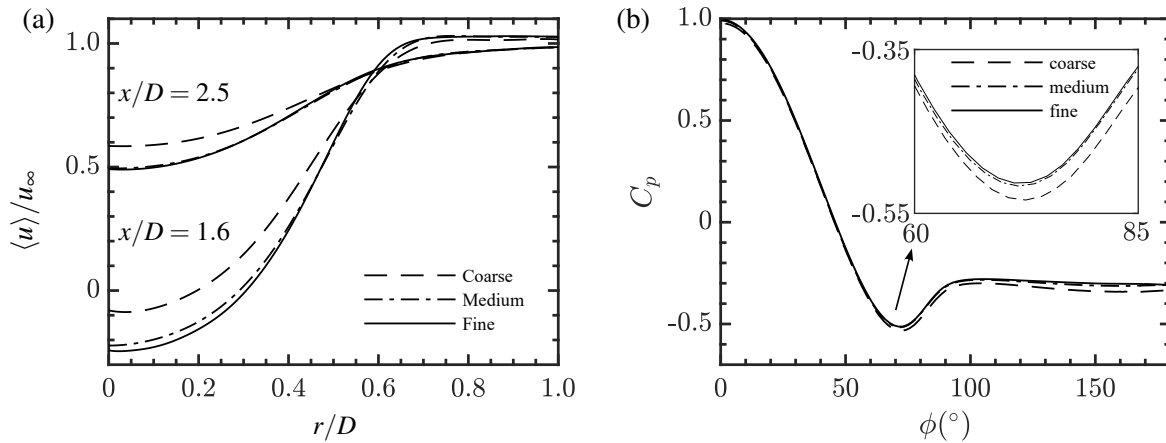 (a)
1.0
0.5
0
⟨u⟩/u∞
x/D = 2.5
x/D = 1.6
Coarse
Medium
Fine
0
0.2
0.4
0.6
0.8
1.0
r/D
(b)
1.0
0.5
0
-0.5
Cp
-0.35
-0.55
60
85
coarse
medium
fine
0
50
100
150
ϕ(°)